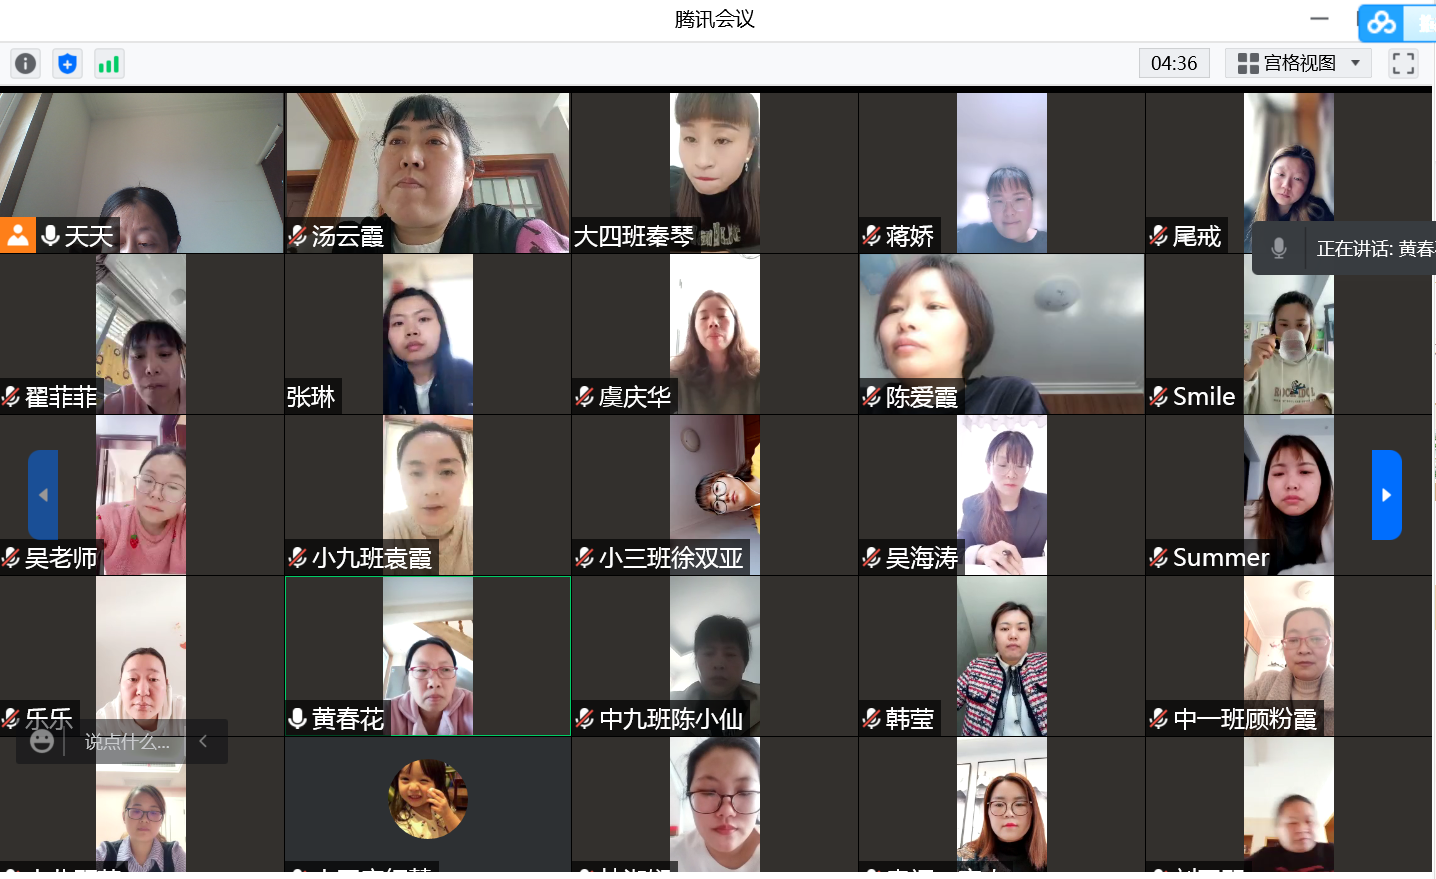 腾讯会议
04:36
宫格视图
天天
汤云霞
大四班秦琴
蒋娇
尾戒
正在讲话: 黄春
翟菲菲
张琳
虞庆华
陈爱霞
Smile
吴老师
小九班袁霞
小三班徐双亚
吴海涛
Summer
乐乐
黄春花
中九班陈小仙
韩莹
中一班顾粉霞
说点什么...